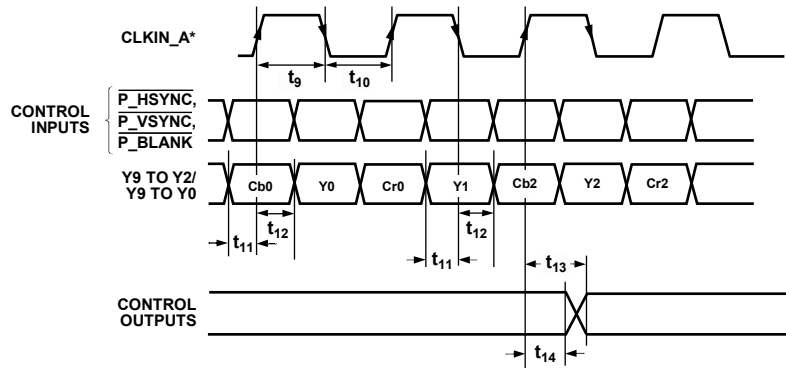 CLKIN_A*
t9
t10
CONTROL
INPUTS
P_HSYNC,
P_VSYNC,
P_BLANK
Y9 TO Y2/
Y9 TO Y0
Cb0
Y0
Cr0
Y1
Cb2
Y2
Cr2
t12
t12
t11
t11
t13
CONTROL
OUTPUTS
t14